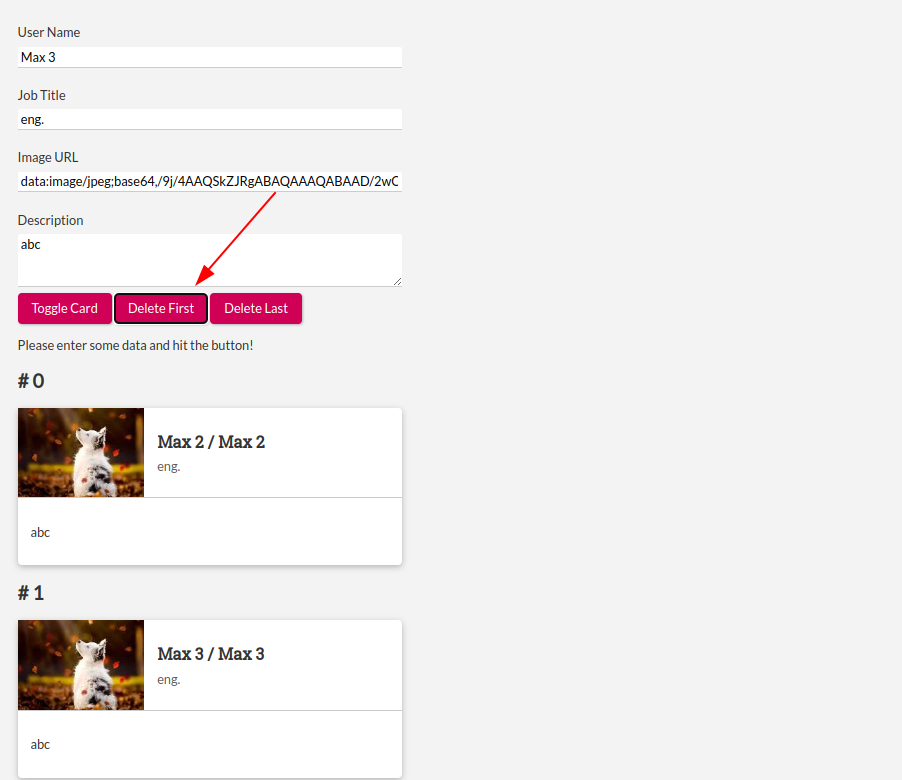 User Name
Max 3
Job Title
eng.
Image URL
data:image/jpeg;base64,/9j/4AAQSkZJRgABAQAAAQABAAD/2wC
Description
abc
Toggle Card Delete First Delete Last
Please enter some data and hit the button!
# 0
Max 2 / Max 2
eng.
abc
# 1
Max 3 / Max 3
eng.
abc